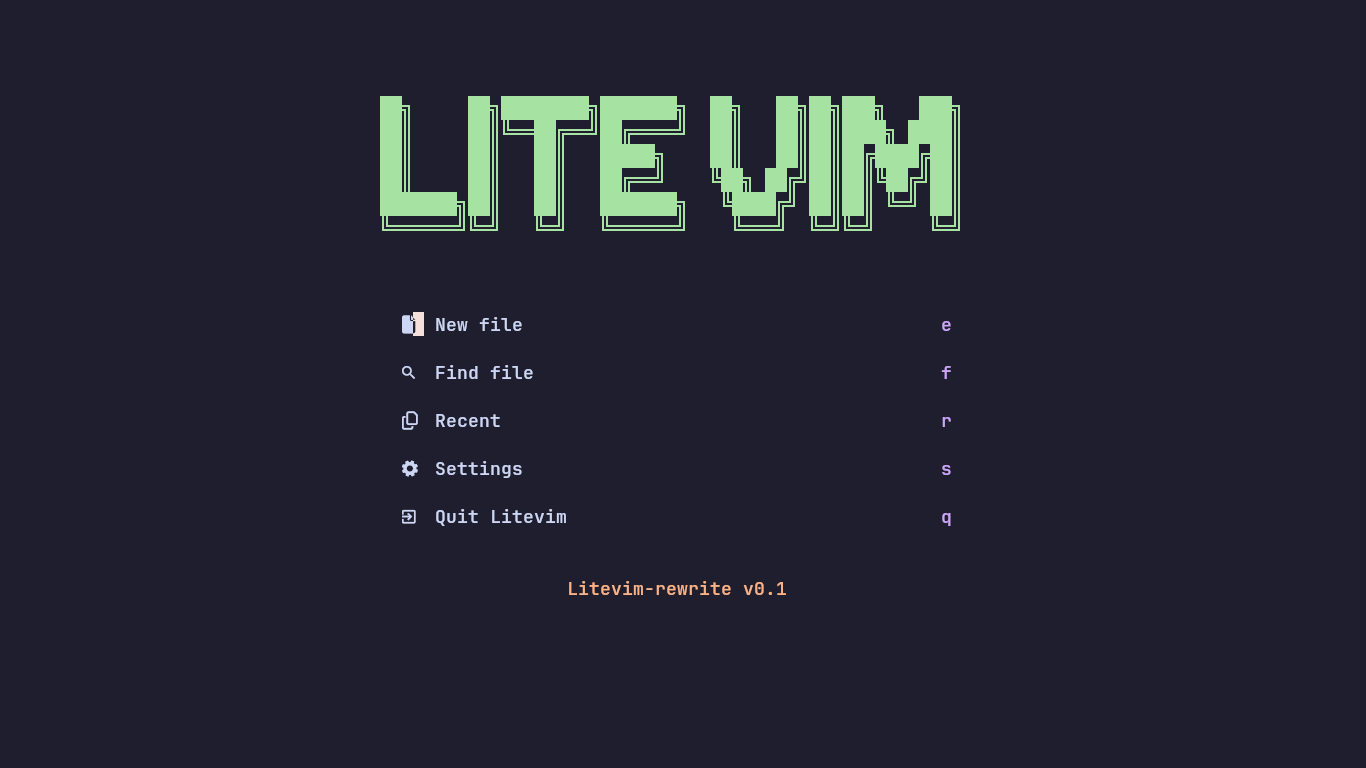 LITE VIM
New file e
Find file f
Recent r
Settings s
Quit Litevim q
Litevim-rewrite v0.1